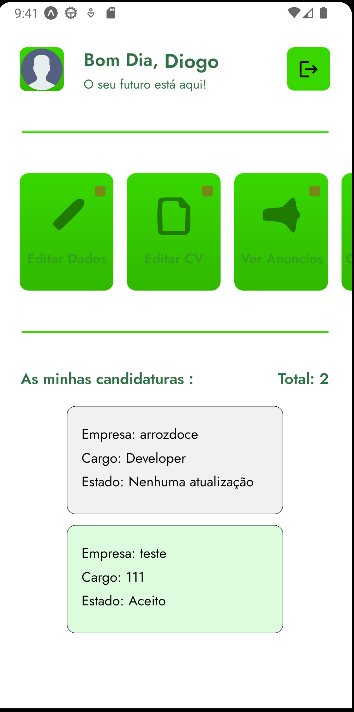 9:41
Bom Dia, Diogo
O seu futuro está aqui!
Editar Dados
Editar CV
Ver Anuncios
As minhas candidaturas :
Total: 2
Empresa: arrozdoce
Cargo: Developer
Estado: Nenhuma atualização
Empresa: teste
Cargo: 111
Estado: Aceito